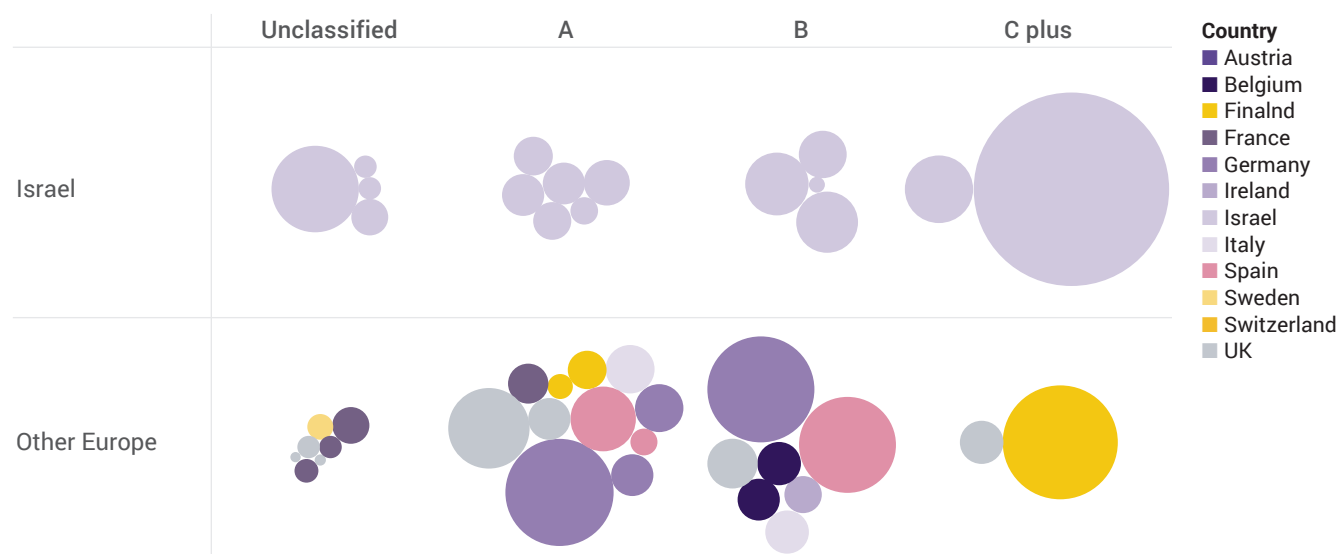 Unclassified A B C plus
Israel
Other Europe
Country
Austria
Belgium
Finalnd
France
Germany
Ireland
Israel
Italy
Spain
Sweden
Switzerland
UK